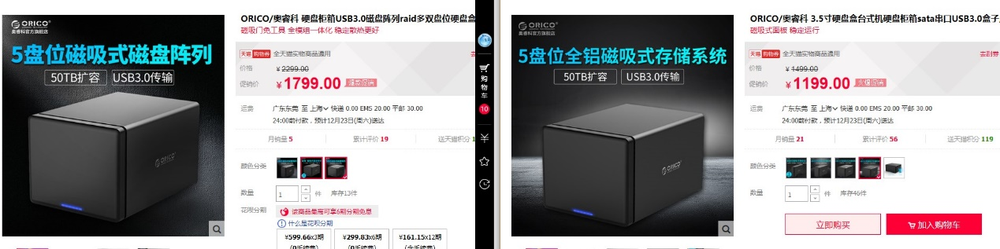 ORICO/奥睿科 硬盘柜箱USB3.0磁盘阵列raid多双盘位硬盘盒
磁吸门免工具 全模组一体化 稳定散热更好
ORICO
奥睿科官方旗舰店
5盘位磁吸式磁盘阵列
50TB扩容 USB3.0传输
ORICO
天猫 购物券 全天猫实物商品通用
价格 ¥2299.00
促销价 ¥1799.00
运费 广东东莞 至 上海 快递 0.00 EMS 20.00 平邮 30.00
24:00前付款，预计12月23日(周六)送达
月销量 5 累计评价 19 送天猫积分 1
颜色分类
数量 1 件 库存13件
花呗分期 该商品最高可享6期分期免息
什么是花呗分期
¥599.66x3期 ¥299.83x6期 ¥161.15x12期
(0手续费) (0手续费) (含手续费)
购物车
10
ORICO/奥睿科 3.5寸硬盘盒台式机硬盘柜箱sata串口USB3.0盒子
磁吸式面板 稳定运行
ORICO
奥睿科官方旗舰店
5盘位全铝磁吸式存储系统
50TB扩容 USB3.0传输
ORICO
天猫 购物券 全天猫实物商品通用 去刮券
价格 ¥1499.00
促销价 ¥1199.00 火爆促销
运费 广东东莞 至 上海 快递 0.00 EMS 20.00 平邮 30.00
24:00前付款，预计12月23日(周六)送达
月销量 21 累计评价 56 送天猫积分 119
颜色分类
数量 1 件 库存46件
立即购买 加入购物车